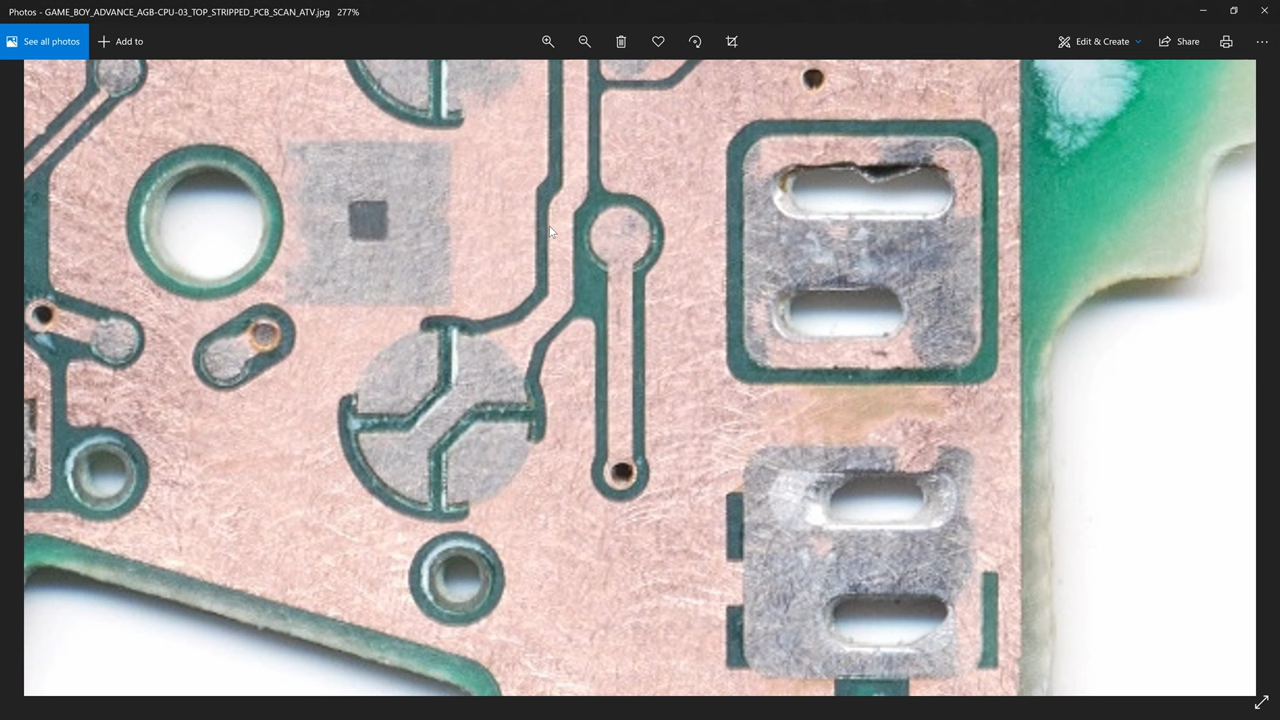 Photos - GAME_BOY_ADVANCE_AGB-CPU-03_TOP_STRIPPED_PCB_SCAN_ATV.jpg 277%
See all photos
Add to
Edit & Create
Share